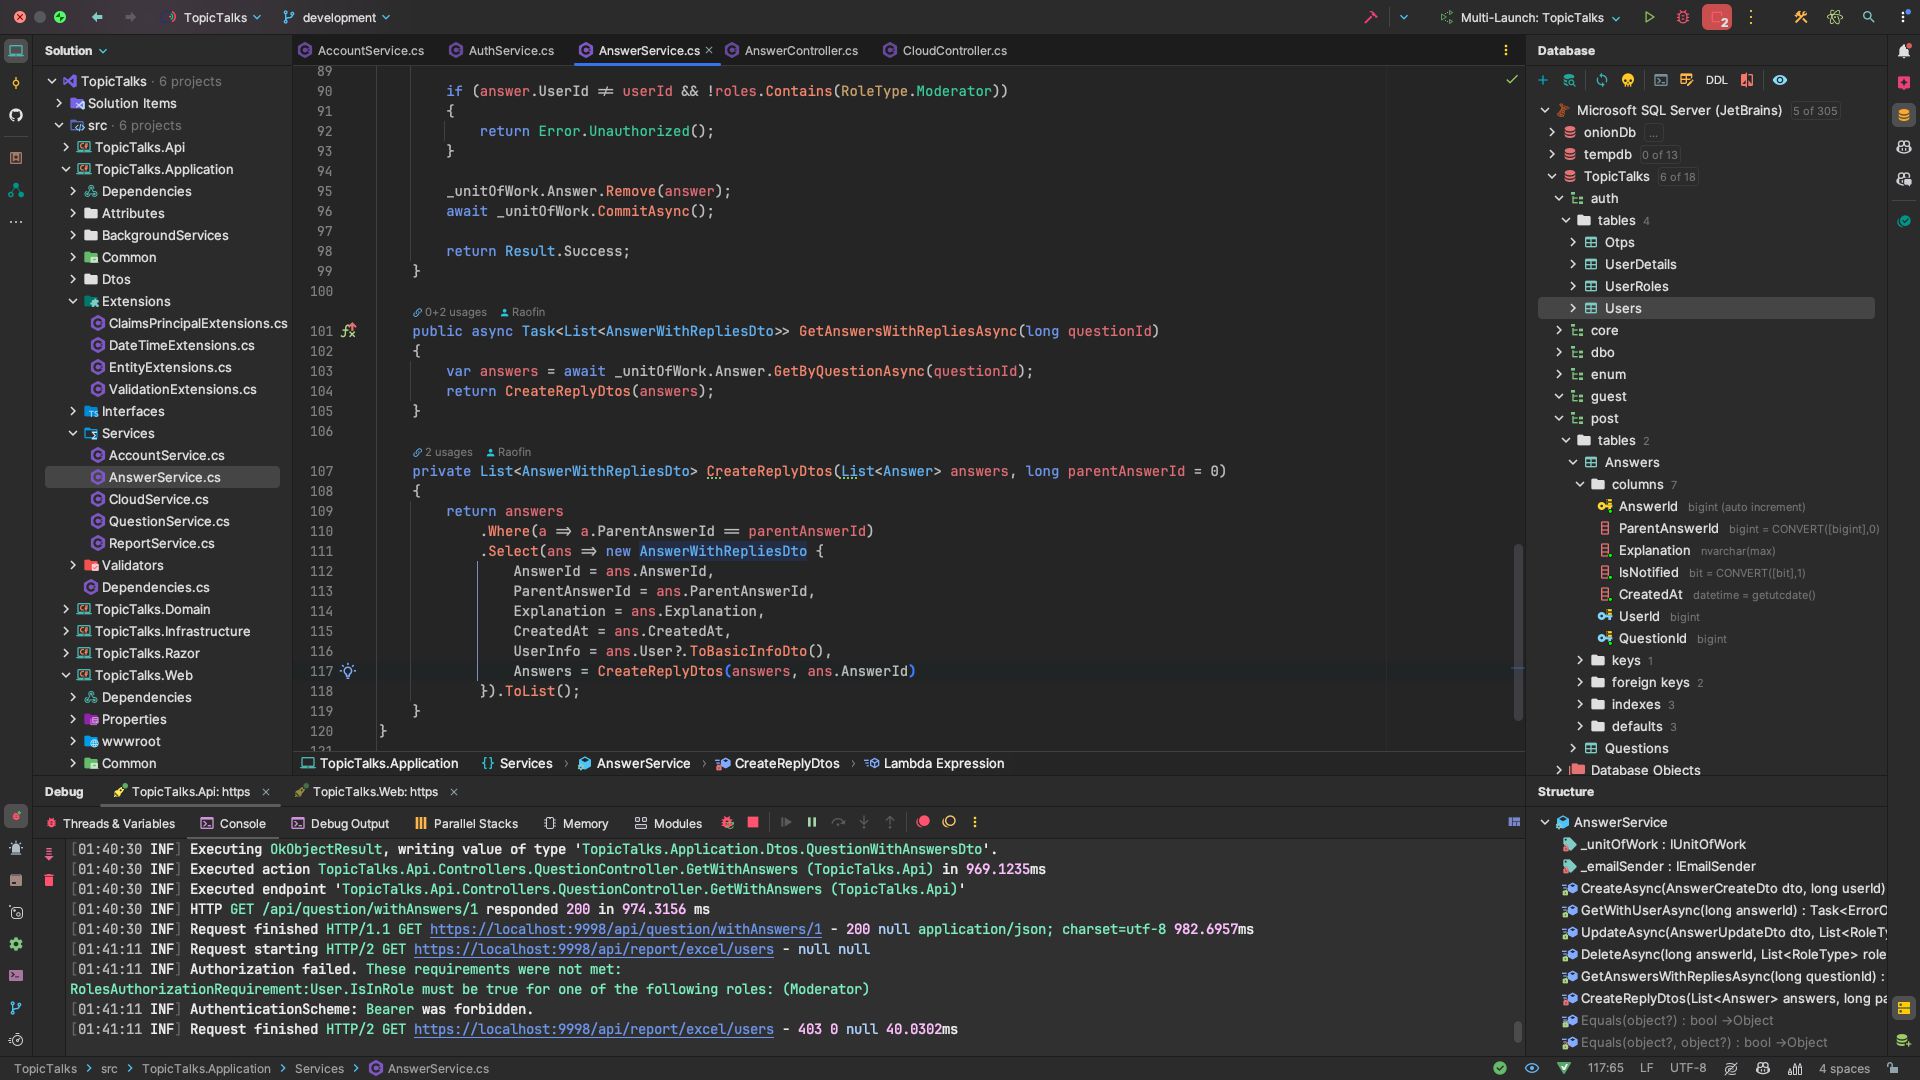 TopicTalks
development
Multi-Launch: TopicTalks
2
Solution
TopicTalks · 6 projects
Solution Items
src · 6 projects
TopicTalks.Api
TopicTalks.Application
Dependencies
Attributes
BackgroundServices
Common
Dtos
Extensions
ClaimsPrincipalExtensions.cs
DateTimeExtensions.cs
EntityExtensions.cs
ValidationExtensions.cs
Interfaces
Services
AccountService.cs
AnswerService.cs
CloudService.cs
QuestionService.cs
ReportService.cs
Validators
Dependencies.cs
TopicTalks.Domain
TopicTalks.Infrastructure
TopicTalks.Razor
TopicTalks.Web
Dependencies
Properties
wwwroot
Common
AccountService.cs
AuthService.cs
AnswerService.cs
AnswerController.cs
CloudController.cs
89
90 if (answer.UserId != userId && !roles.Contains(RoleType.Moderator))
91 {
92 return Error.Unauthorized();
93 }
94
95 _unitOfWork.Answer.Remove(answer);
96 await _unitOfWork.CommitAsync();
97
98 return Result.Success;
99 }
100
0+2 usages Raofin
101 public async Task<List<AnswerWithRepliesDto>> GetAnswersWithRepliesAsync(long questionId)
102 {
103 var answers = await _unitOfWork.Answer.GetByQuestionAsync(questionId);
104 return CreateReplyDtos(answers);
105 }
106
2 usages Raofin
107 private List<AnswerWithRepliesDto> CreateReplyDtos(List<Answer> answers, long parentAnswerId = 0)
108 {
109 return answers
110 .Where(a => a.ParentAnswerId == parentAnswerId)
111 .Select(ans => new AnswerWithRepliesDto {
112 AnswerId = ans.AnswerId,
113 ParentAnswerId = ans.ParentAnswerId,
114 Explanation = ans.Explanation,
115 CreatedAt = ans.CreatedAt,
116 UserInfo = ans.User?.ToBasicInfoDto(),
117 Answers = CreateReplyDtos(answers, ans.AnswerId)
118 }).ToList();
119 }
120 }
121
TopicTalks.Application {} Services > AnswerService > CreateReplyDtos > Lambda Expression
Database
DDL
Microsoft SQL Server (JetBrains) 5 of 305
onionDb ...
tempdb 0 of 13
TopicTalks 6 of 18
auth
tables 4
Otps
UserDetails
UserRoles
Users
core
dbo
enum
guest
post
tables 2
Answers
columns 7
AnswerId bigint (auto increment)
ParentAnswerId bigint = CONVERT([bigint],0)
Explanation nvarchar(max)
IsNotified bit = CONVERT([bit],1)
CreatedAt datetime = getutcdate()
UserId bigint
QuestionId bigint
keys 1
foreign keys 2
indexes 3
defaults 3
Questions
Database Objects
Debug
TopicTalks.Api: https
TopicTalks.Web: https
Threads & Variables
Console
Debug Output
Parallel Stacks
Memory
Modules
[01:40:30 INF] Executing OkObjectResult, writing value of type 'TopicTalks.Application.Dtos.QuestionWithAnswersDto'.
[01:40:30 INF] Executed action TopicTalks.Api.Controllers.QuestionController.GetWithAnswers (TopicTalks.Api) in 969.1235ms
[01:40:30 INF] Executed endpoint 'TopicTalks.Api.Controllers.QuestionController.GetWithAnswers (TopicTalks.Api)'
[01:40:30 INF] HTTP GET /api/question/withAnswers/1 responded 200 in 974.3156 ms
[01:40:30 INF] Request finished HTTP/1.1 GET https://localhost:9998/api/question/withAnswers/1 - 200 null application/json; charset=utf-8 982.6957ms
[01:41:11 INF] Request starting HTTP/2 GET https://localhost:9998/api/report/excel/users - null null
[01:41:11 INF] Authorization failed. These requirements were not met:
RolesAuthorizationRequirement:User.IsInRole must be true for one of the following roles: (Moderator)
[01:41:11 INF] AuthenticationScheme: Bearer was forbidden.
[01:41:11 INF] Request finished HTTP/2 GET https://localhost:9998/api/report/excel/users - 403 0 null 40.0302ms
Structure
AnswerService
_unitOfWork : IUnitOfWork
_emailSender : IEmailSender
CreateAsync(AnswerCreateDto dto, long userId)
GetWithUserAsync(long answerId) : Task<ErrorO
UpdateAsync(AnswerUpdateDto dto, List<RoleTy
DeleteAsync(long answerId, List<RoleType> role
GetAnswersWithRepliesAsync(long questionId) :
CreateReplyDtos(List<Answer> answers, long pa
Equals(object?) : bool →Object
Equals(object?, object?) : bool →Object
TopicTalks > src > TopicTalks.Application > Services > AnswerService.cs
117:65 LF UTF-8 4 spaces